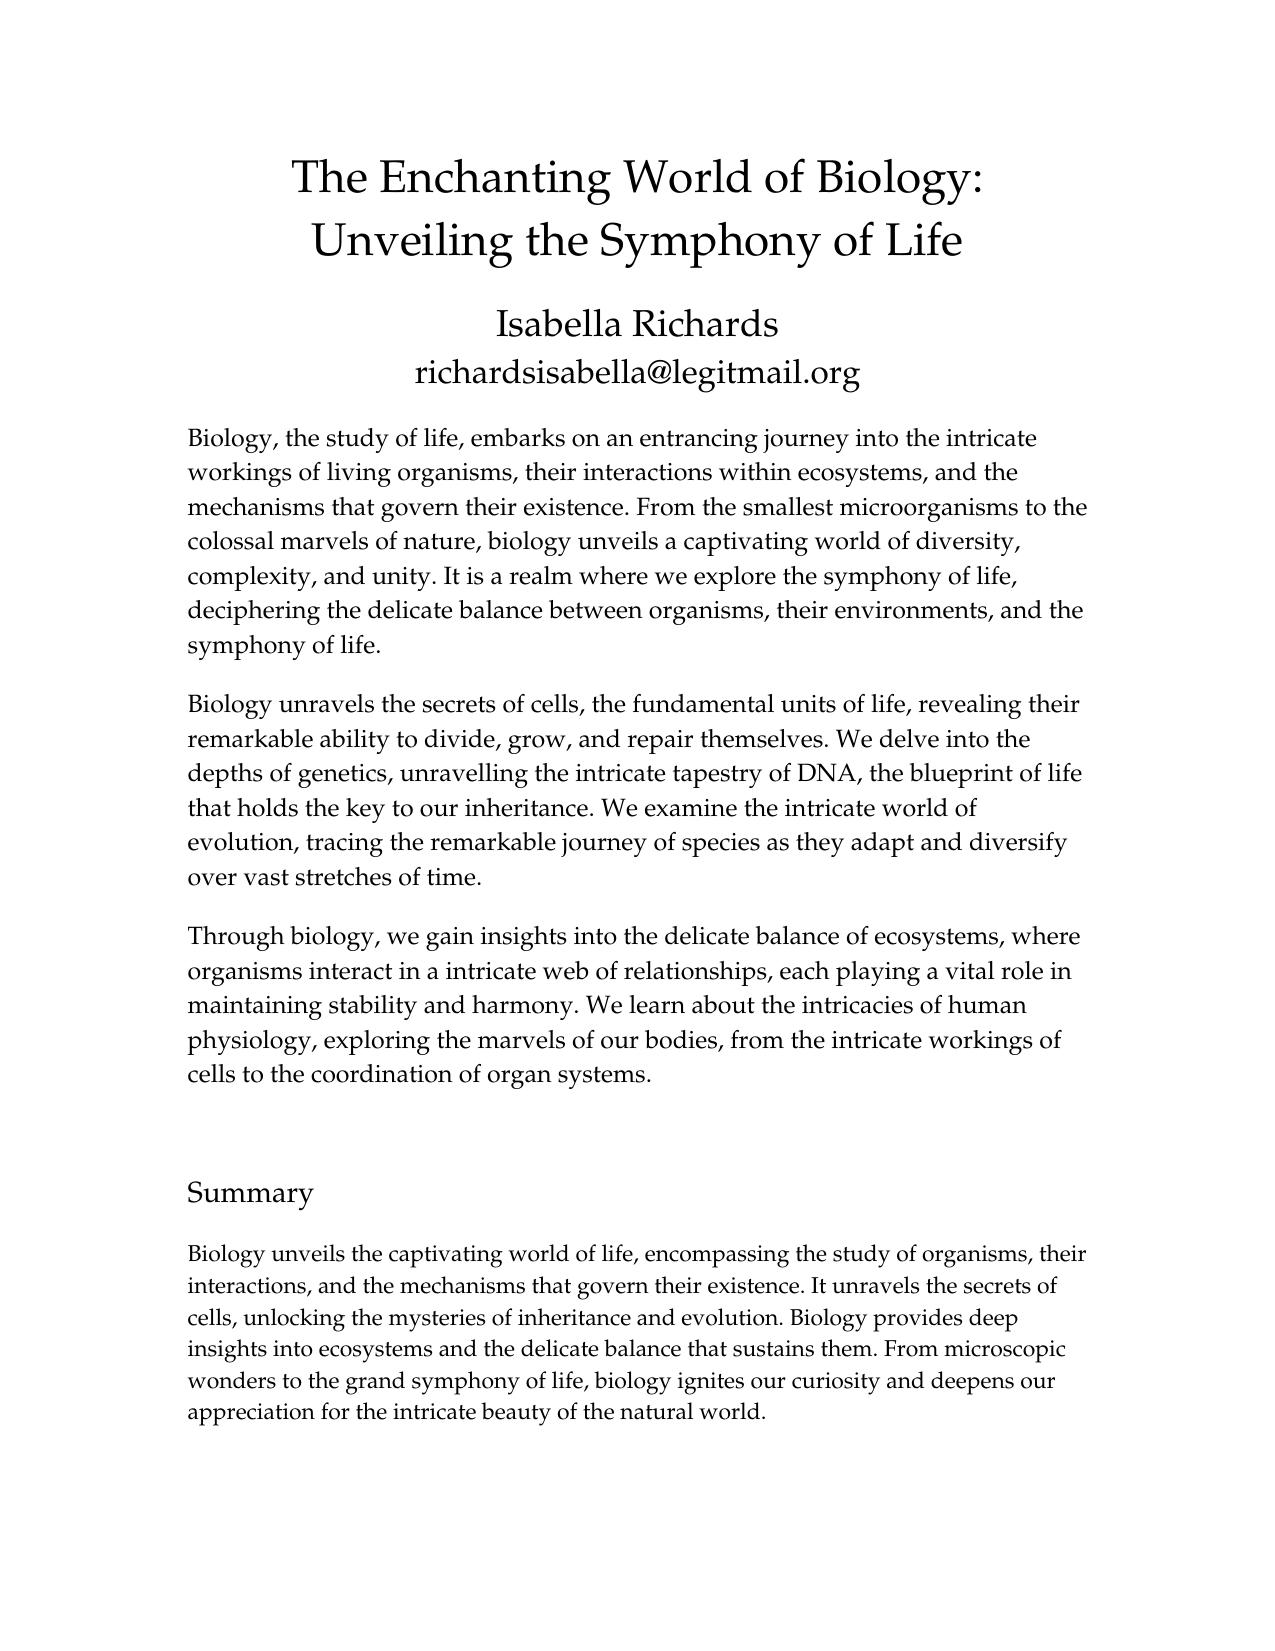 The Enchanting World of Biology:
Unveiling the Symphony of Life
Isabella Richards
richardsisabella@legitmail.org
Biology, the study of life, embarks on an entrancing journey into the intricate
workings of living organisms, their interactions within ecosystems, and the
mechanisms that govern their existence. From the smallest microorganisms to the
colossal marvels of nature, biology unveils a captivating world of diversity,
complexity, and unity. It is a realm where we explore the symphony of life,
deciphering the delicate balance between organisms, their environments, and the
symphony of life.
Biology unravels the secrets of cells, the fundamental units of life, revealing their
remarkable ability to divide, grow, and repair themselves. We delve into the
depths of genetics, unravelling the intricate tapestry of DNA, the blueprint of life
that holds the key to our inheritance. We examine the intricate world of
evolution, tracing the remarkable journey of species as they adapt and diversify
over vast stretches of time.
Through biology, we gain insights into the delicate balance of ecosystems, where
organisms interact in a intricate web of relationships, each playing a vital role in
maintaining stability and harmony. We learn about the intricacies of human
physiology, exploring the marvels of our bodies, from the intricate workings of
cells to the coordination of organ systems.
Summary
Biology unveils the captivating world of life, encompassing the study of organisms, their
interactions, and the mechanisms that govern their existence. It unravels the secrets of
cells, unlocking the mysteries of inheritance and evolution. Biology provides deep
insights into ecosystems and the delicate balance that sustains them. From microscopic
wonders to the grand symphony of life, biology ignites our curiosity and deepens our
appreciation for the intricate beauty of the natural world.